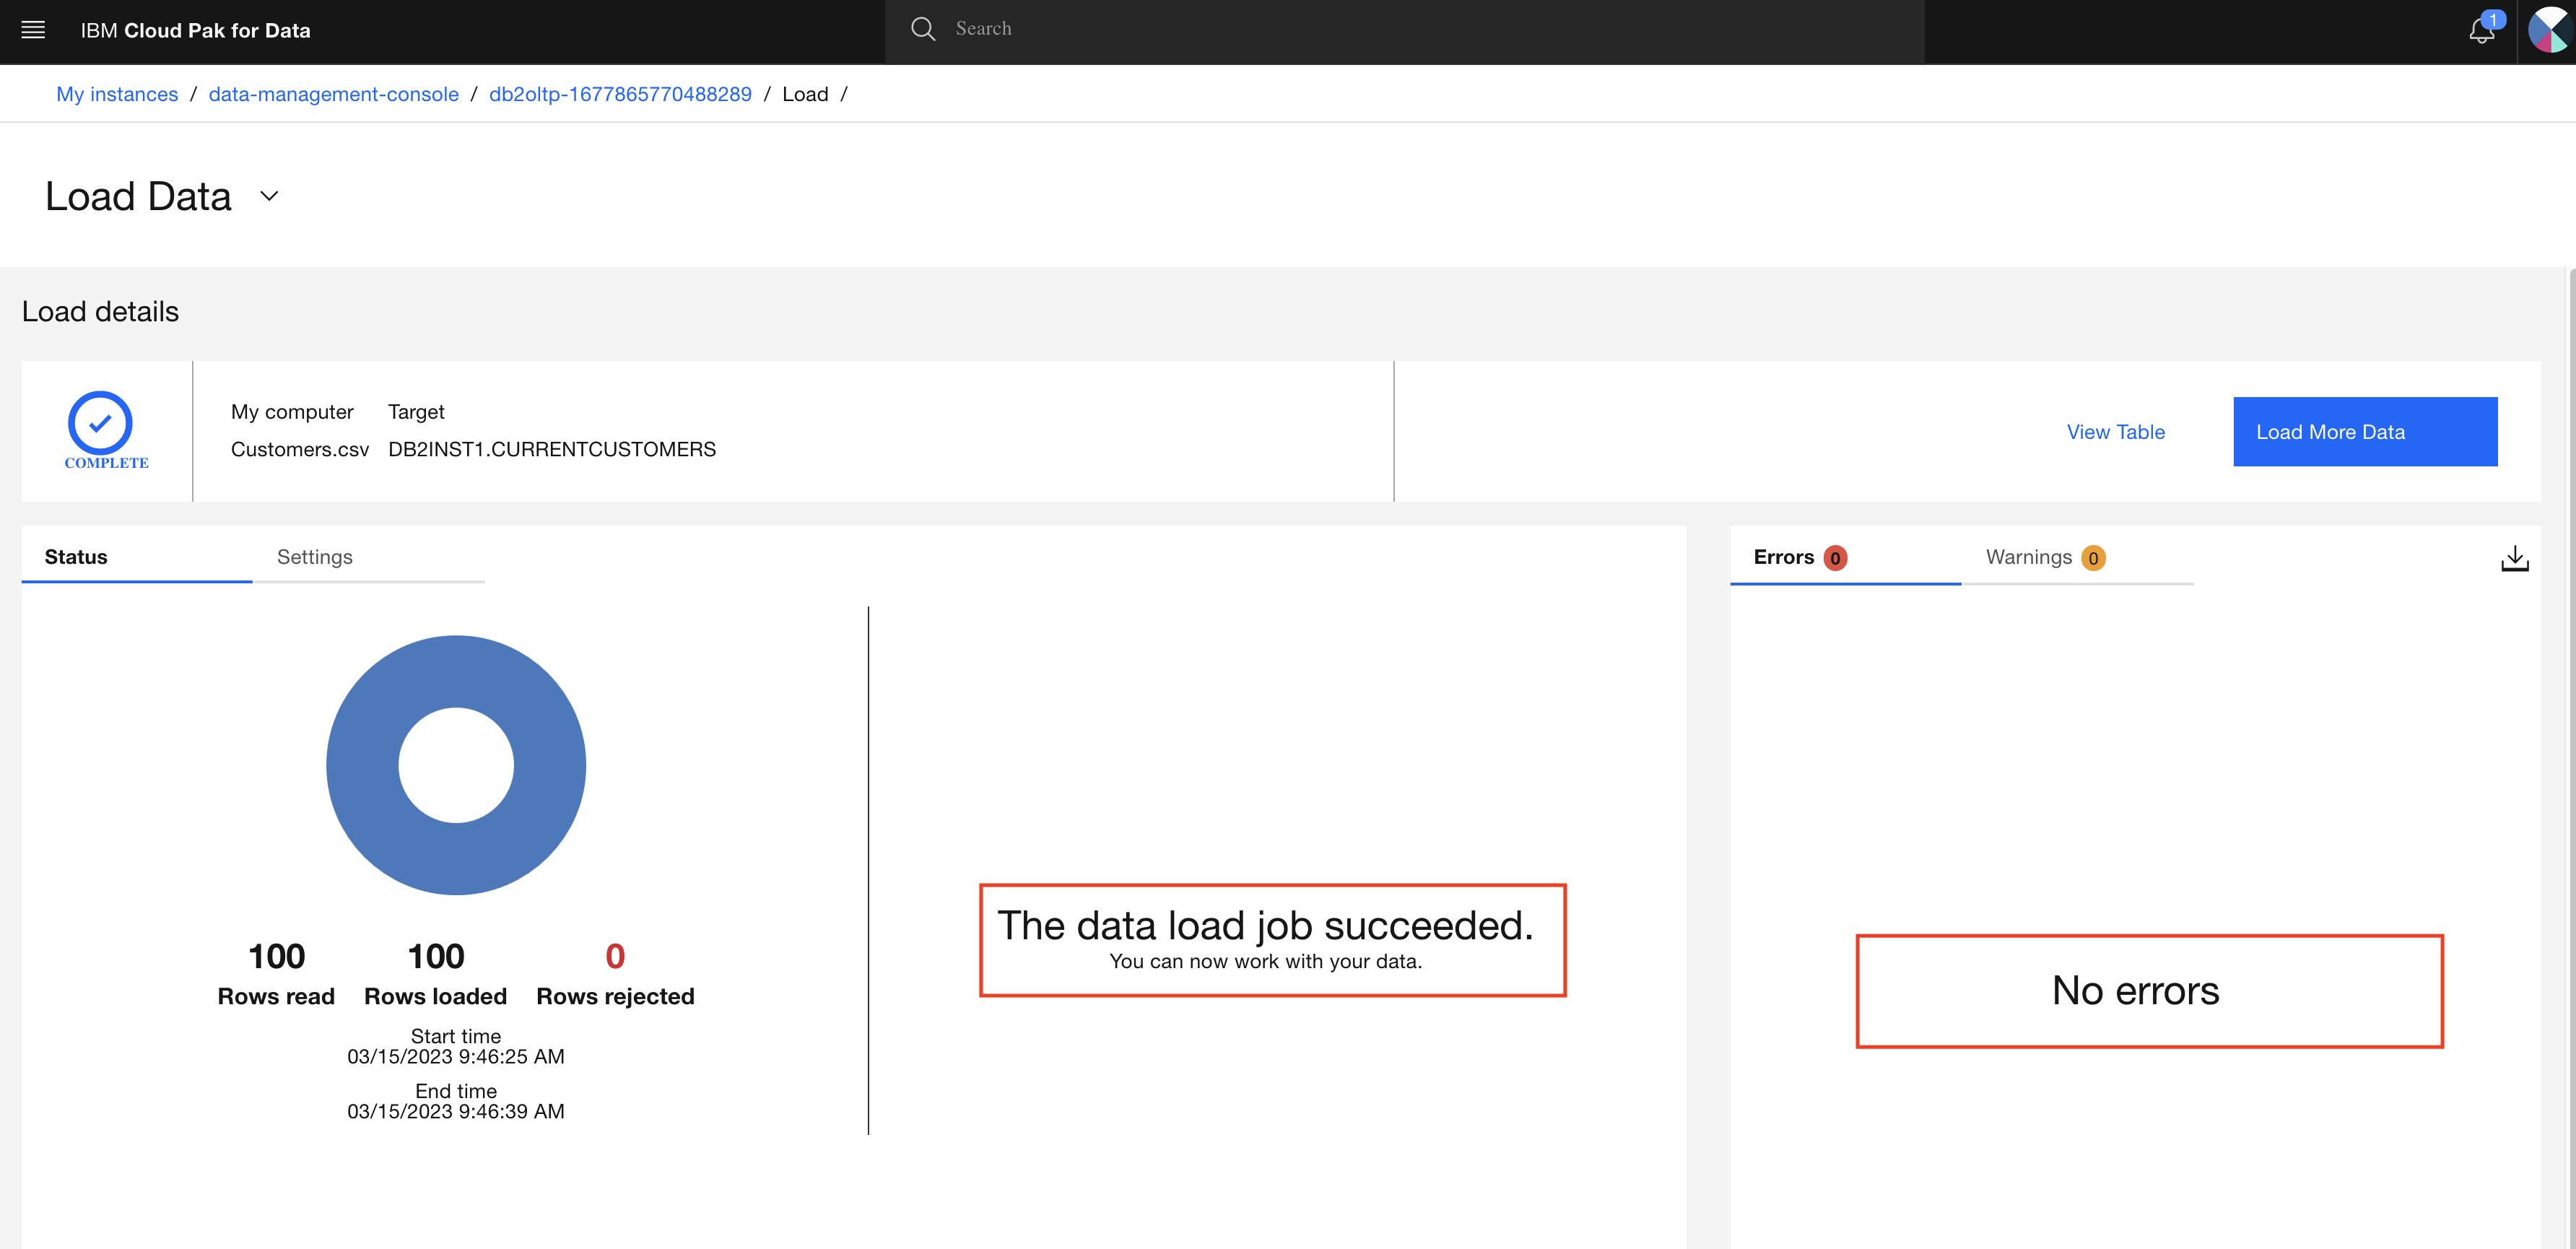 IBM Cloud Pak for Data
Search
1
My instances / data-management-console / db2oltp-1677865770488289 / Load /
Load Data
Load details
COMPLETE
My computer Target
Customers.csv DB2INST1.CURRENTCUSTOMERS
View Table
Load More Data
Status Settings
100 100 0
Rows read Rows loaded Rows rejected
Start time
03/15/2023 9:46:25 AM
End time
03/15/2023 9:46:39 AM
The data load job succeeded.
You can now work with your data.
Errors 0 Warnings 0
No errors